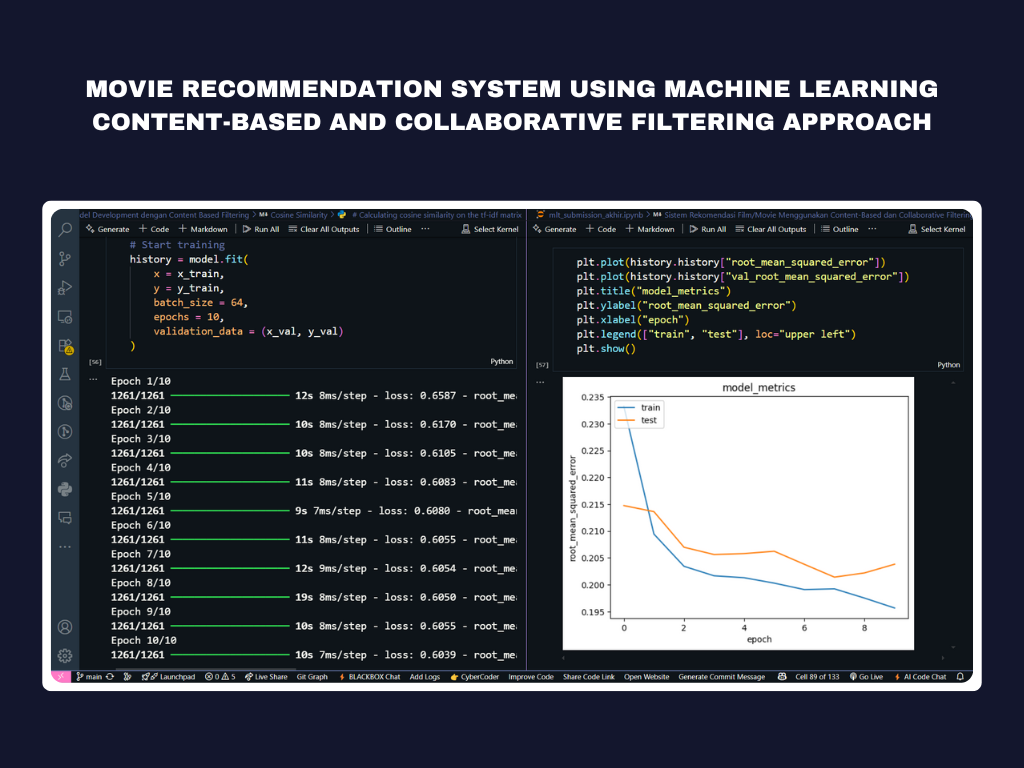 MOVIE RECOMMENDATION SYSTEM USING MACHINE LEARNING
CONTENT-BASED AND COLLABORATIVE FILTERING APPROACH
del Development dengan Content Based Filtering > M↓ Cosine Similarity > # Calculating cosine similarity on the tf-idf matrix
Generate + Code + Markdown Run All Clear All Outputs Outline ... Select Kernel
# Start training
history = model.fit(
x = x_train,
y = y_train,
batch_size = 64,
epochs = 10,
validation_data = (x_val, y_val)
)
[56]
Python
...
Epoch 1/10
1261/1261 12s 8ms/step - loss: 0.6587 - root_me
Epoch 2/10
1261/1261 10s 8ms/step - loss: 0.6170 - root_me
Epoch 3/10
1261/1261 10s 8ms/step - loss: 0.6105 - root_me
Epoch 4/10
1261/1261 11s 8ms/step - loss: 0.6083 - root_me
Epoch 5/10
1261/1261 9s 7ms/step - loss: 0.6080 - root_mea
Epoch 6/10
1261/1261 11s 8ms/step - loss: 0.6055 - root_me
Epoch 7/10
1261/1261 12s 9ms/step - loss: 0.6054 - root_me
Epoch 8/10
1261/1261 19s 8ms/step - loss: 0.6050 - root_me
Epoch 9/10
1261/1261 10s 8ms/step - loss: 0.6055 - root_me
Epoch 10/10
1261/1261 10s 7ms/step - loss: 0.6039 - root_me
mlt_submission_akhir.ipynb > M↓ Sistem Rekomendasi Film/Movie Menggunakan Content-Based dan Collaborative Filtering
Generate + Code + Markdown Run All Clear All Outputs Outline ... Select Kernel
plt.plot(history.history["root_mean_squared_error"])
plt.plot(history.history["val_root_mean_squared_error"])
plt.title("model_metrics")
plt.ylabel("root_mean_squared_error")
plt.xlabel("epoch")
plt.legend(["train", "test"], loc="upper left")
plt.show()
[57]
Python
...
model_metrics
train
test
root_mean_squared_error
0.235
0.230
0.225
0.220
0.215
0.210
0.205
0.200
0.195
0 2 4 6 8
epoch
main Launchpad 0 5 Live Share Git Graph BLACKBOX Chat Add Logs CyberCoder Improve Code Share Code Link Open Website Generate Commit Message Cell 89 of 133 Go Live AI Code Chat